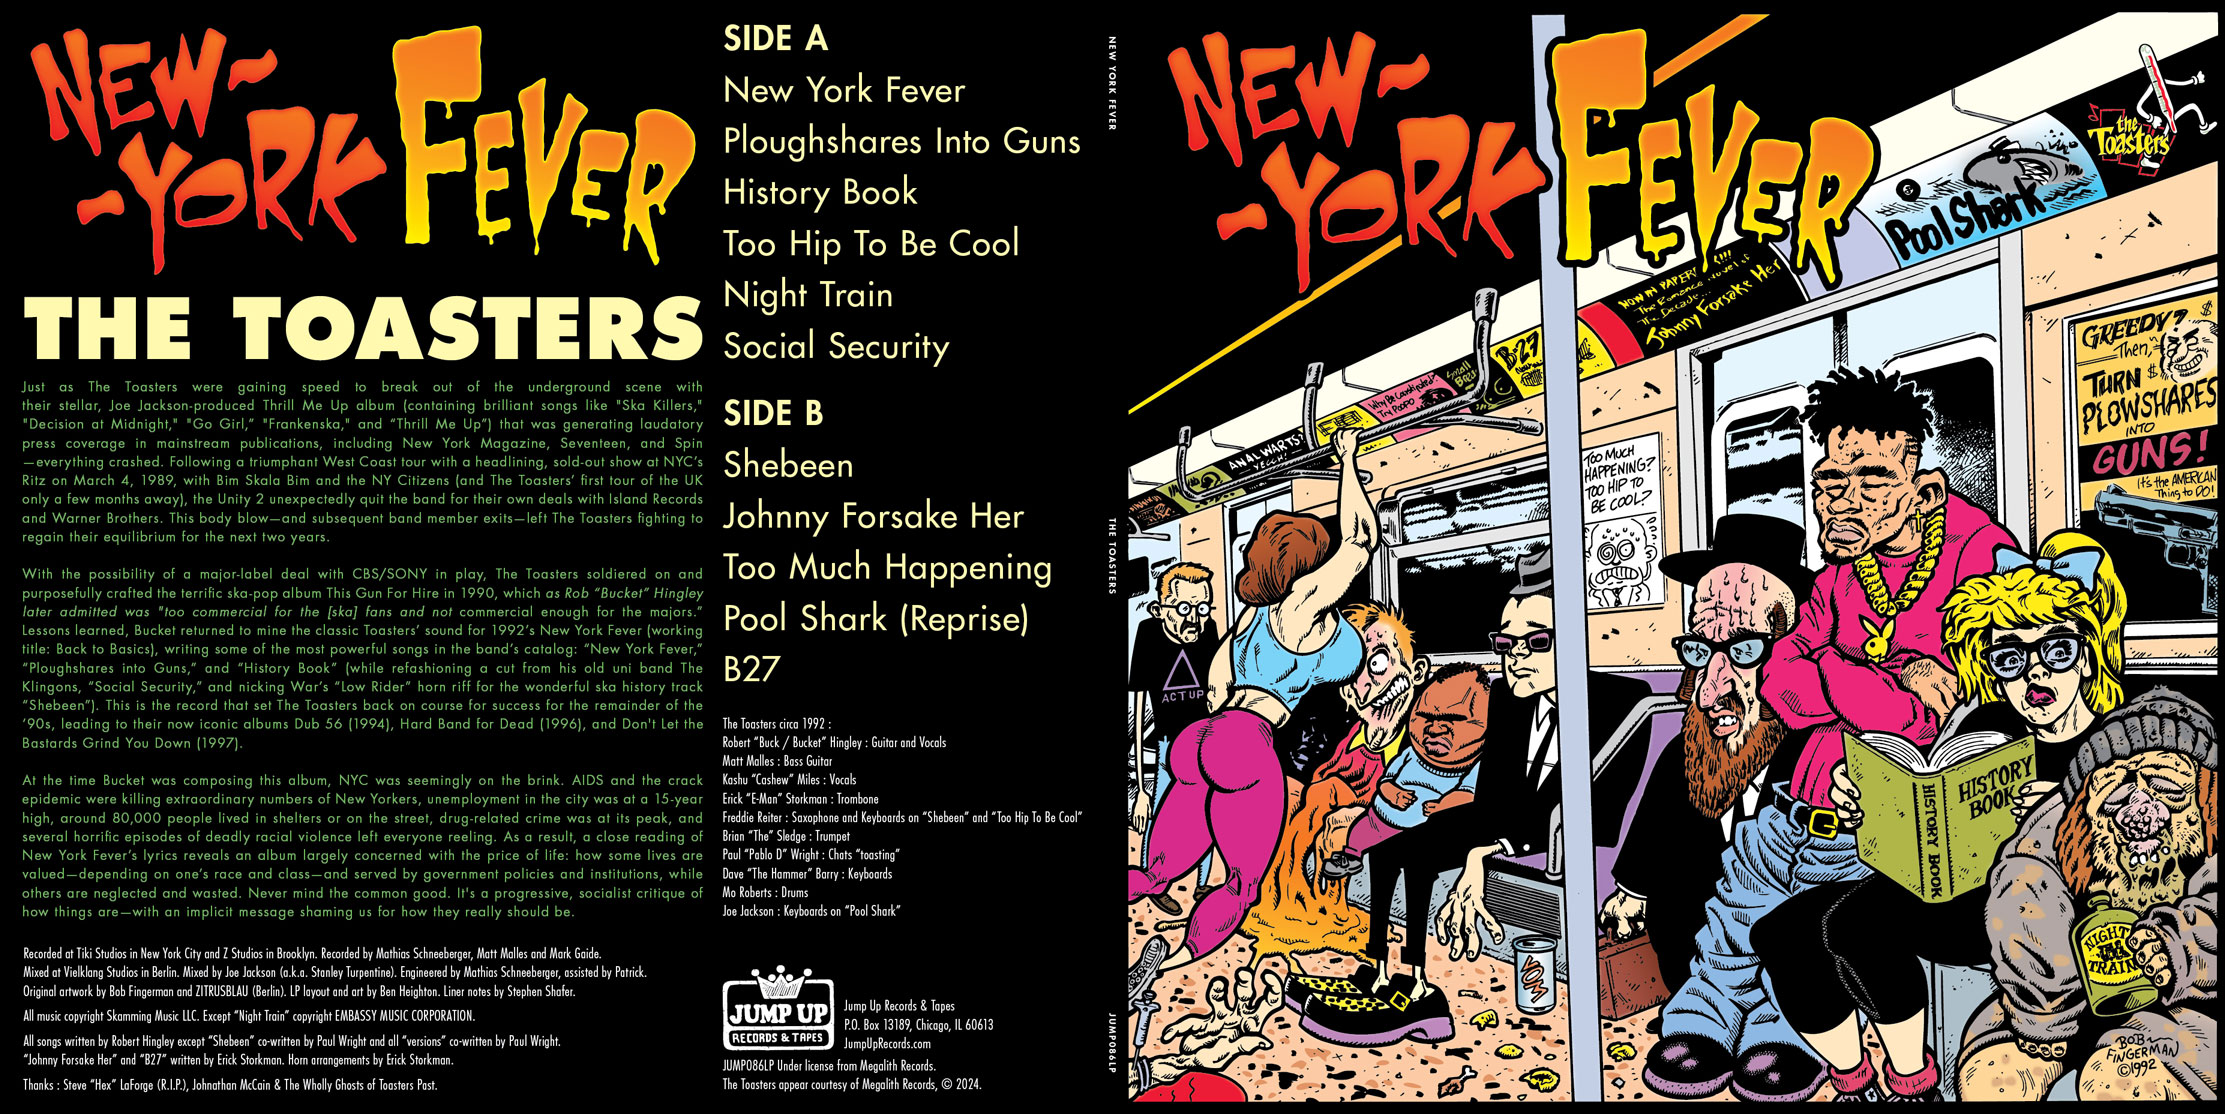 NEW-
-YORK
FEVER
THE TOASTERS
Just as The Toasters were gaining speed to break out of the underground scene with
their stellar, Joe Jackson-produced Thrill Me Up album (containing brilliant songs like "Ska Killers,"
"Decision at Midnight," "Go Girl,” "Frankenska," and “Thrill Me Up”) that was generating laudatory
press coverage in mainstream publications, including New York Magazine, Seventeen, and Spin
—everything crashed. Following a triumphant West Coast tour with a headlining, sold-out show at NYC’s
Ritz on March 4, 1989, with Bim Skala Bim and the NY Citizens (and The Toasters’ first tour of the UK
only a few months away), the Unity 2 unexpectedly quit the band for their own deals with Island Records
and Warner Brothers. This body blow—and subsequent band member exits—left The Toasters fighting to
regain their equilibrium for the next two years.
With the possibility of a major-label deal with CBS/SONY in play, The Toasters soldiered on and
purposefully crafted the terrific ska-pop album This Gun For Hire in 1990, which as Rob “Bucket” Hingley
later admitted was "too commercial for the [ska] fans and not commercial enough for the majors.”
Lessons learned, Bucket returned to mine the classic Toasters’ sound for 1992’s New York Fever (working
title: Back to Basics), writing some of the most powerful songs in the band’s catalog: “New York Fever,”
“Ploughshares into Guns,” and “History Book” (while refashioning a cut from his old uni band The
Klingons, “Social Security,” and nicking War’s “Low Rider” horn riff for the wonderful ska history track
“Shebeen”). This is the record that set The Toasters back on course for success for the remainder of the
‘90s, leading to their now iconic albums Dub 56 (1994), Hard Band for Dead (1996), and Don't Let the
Bastards Grind You Down (1997).
At the time Bucket was composing this album, NYC was seemingly on the brink. AIDS and the crack
epidemic were killing extraordinary numbers of New Yorkers, unemployment in the city was at a 15-year
high, around 80,000 people lived in shelters or on the street, drug-related crime was at its peak, and
several horrific episodes of deadly racial violence left everyone reeling. As a result, a close reading of
New York Fever’s lyrics reveals an album largely concerned with the price of life: how some lives are
valued—depending on one’s race and class—and served by government policies and institutions, while
others are neglected and wasted. Never mind the common good. It's a progressive, socialist critique of
how things are—with an implicit message shaming us for how they really should be.
Recorded at Tiki Studios in New York City and Z Studios in Brooklyn. Recorded by Mathias Schneeberger, Matt Malles and Mark Gaide.
Mixed at Vielklang Studios in Berlin. Mixed by Joe Jackson (a.k.a. Stanley Turpentine). Engineered by Mathias Schneeberger, assisted by Patrick.
Original artwork by Bob Fingerman and ZITRUSBLAU (Berlin). LP layout and art by Ben Heighton. Liner notes by Stephen Shafer.
All music copyright Skamming Music LLC. Except “Night Train” copyright EMBASSY MUSIC CORPORATION.
All songs written by Robert Hingley except “Shebeen” co-written by Paul Wright and all “versions” co-written by Paul Wright.
“Johnny Forsake Her” and “B27” written by Erick Storkman. Horn arrangements by Erick Storkman.
Thanks : Steve “Hex” LaForge (R.I.P.), Johnathan McCain & The Wholly Ghosts of Toasters Past.
SIDE A
New York Fever
Ploughshares Into Guns
History Book
Too Hip To Be Cool
Night Train
Social Security
SIDE B
Shebeen
Johnny Forsake Her
Too Much Happening
Pool Shark (Reprise)
B27
The Toasters circa 1992 :
Robert “Buck / Bucket” Hingley : Guitar and Vocals
Matt Malles : Bass Guitar
Kashu “Cashew” Miles : Vocals
Erick “E-Man” Storkman : Trombone
Freddie Reiter : Saxophone and Keyboards on “Shebeen” and “Too Hip To Be Cool”
Brian “The” Sledge : Trumpet
Paul “Pablo D” Wright : Chats “toasting”
Dave “The Hammer” Barry : Keyboards
Mo Roberts : Drums
Joe Jackson : Keyboards on “Pool Shark”
JUMP UP
RECORDS & TAPES
Jump Up Records & Tapes
P.O. Box 13189, Chicago, IL 60613
JumpUpRecords.com
JUMP086LP Under license from Megalith Records.
The Toasters appear courtesy of Megalith Records, © 2024.
NEW YORK FEVER
THE TOASTERS
JUMP086LP
NEW-
-YORK
FEVER
the
Toasters
Pool Shark
NOW IN PAPER!
The Romance Novel of
The Decade...
Johnny Forsake Her
B-27
Small
Why Be Constipated?
Try Poopo
ANAL WARTS?
YECCH!
TOO MUCH
HAPPENING?
TOO HIP TO
BE COOL?
GREEDY?
Then,
TURN
PLOWSHARES
INTO
GUNS!
It's the AMERICAN
Thing to DO!
ACT UP
HISTORY
BOOK
HISTORY BOOK
NIGHT
TRAIN
VOM
BOB
FINGERMAN
©1992